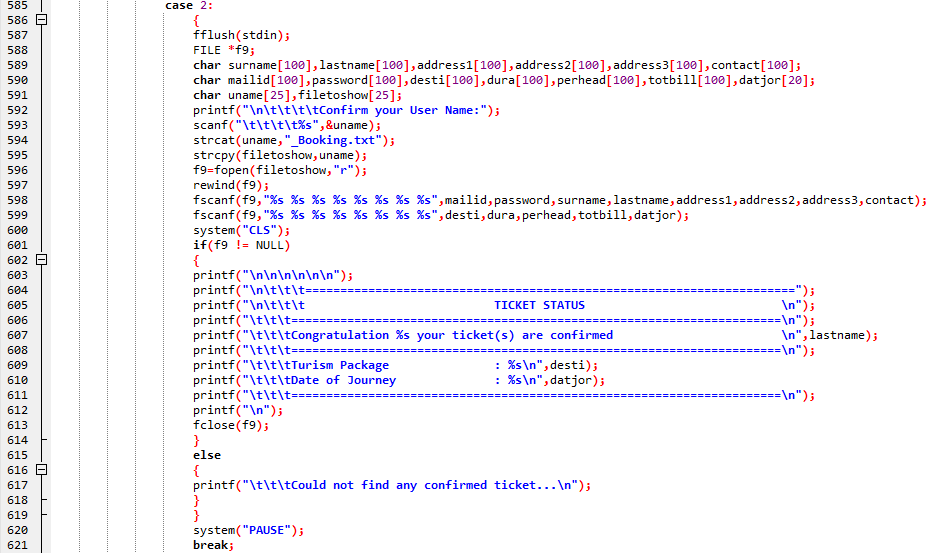 585 case 2:
586 {
587 fflush(stdin);
588 FILE *f9;
589 char surname[100],lastname[100],address1[100],address2[100],address3[100],contact[100];
590 char mailid[100],password[100],desti[100],dura[100],perhead[100],totbill[100],datjor[20];
591 char uname[25],filetoshow[25];
592 printf("\n\t\t\t\tConfirm your User Name:");
593 scanf("\t\t\t\t%s",&uname);
594 strcat(uname,"_Booking.txt");
595 strcpy(filetoshow,uname);
596 f9=fopen(filetoshow,"r");
597 rewind(f9);
598 fscanf(f9,"%s %s %s %s %s %s %s %s",mailid,password,surname,lastname,address1,address2,address3,contact);
599 fscanf(f9,"%s %s %s %s %s %s %s %s",desti,dura,perhead,totbill,datjor);
600 system("CLS");
601 if(f9 != NULL)
602 {
603 printf("\n\n\n\n\n\n");
604 printf("\n\t\t\t======================================================================");
605 printf("\n\t\t\t                           TICKET STATUS                            \n");
606 printf("\t\t\t======================================================================\n");
607 printf("\t\t\tCongratulation %s your ticket(s) are confirmed                        \n",lastname);
608 printf("\t\t\t======================================================================\n");
609 printf("\t\t\tTurism Package               : %s\n",desti);
610 printf("\t\t\tDate of Journey              : %s\n",datjor);
611 printf("\t\t\t======================================================================\n");
612 printf("\n");
613 fclose(f9);
614 }
615 else
616 {
617 printf("\t\t\tCould not find any confirmed ticket...\n");
618 }
619 }
620 system("PAUSE");
621 break;